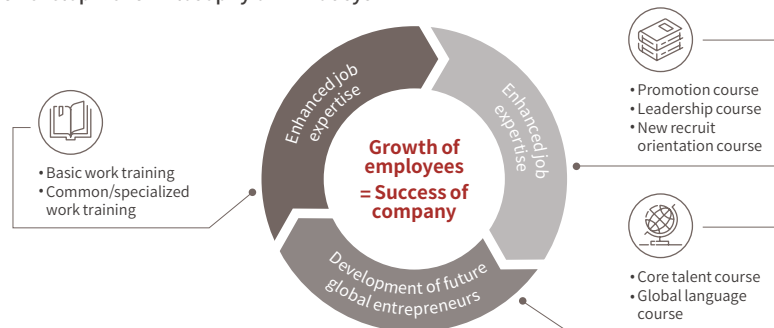 Enhanced job
expertise
Enhanced job
expertise
Growth of
employees
= Success of
company
Development of future
global entrepreneurs
• Basic work training
• Common/specialized
work training
• Promotion course
• Leadership course
• New recruit
orientation course
• Core talent course
• Global language
course